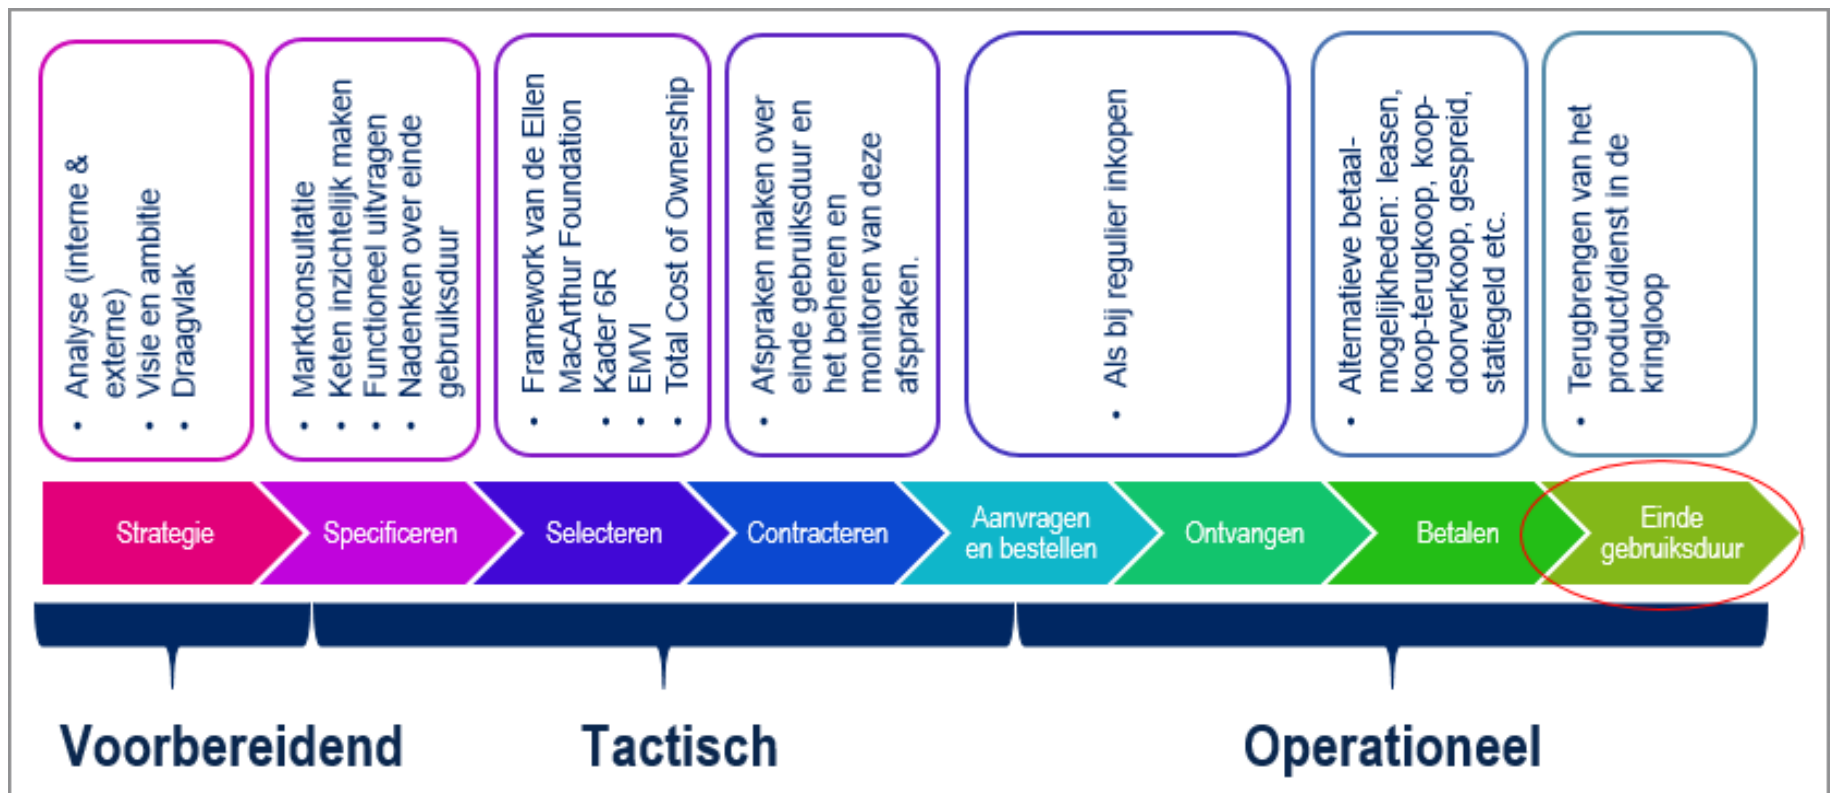 • Analyse (interne &
externe)
• Visie en ambitie
• Draagvlak
• Marktconsultatie
• Keten inzichtelijk maken
• Functioneel uitvragen
• Nadenken over einde
gebruiksduur
• Framework van de Ellen
MacArthur Foundation
• Kader 6R
• EMVI
• Total Cost of Ownership
• Afspraken maken over
einde gebruiksduur en
het beheren en
monitoren van deze
afspraken.
• Als bij regulier inkopen
• Alternatieve betaal-
mogelijkheden: leasen,
koop-terugkoop, koop-
doorverkoop, gespreid,
statiegeld etc.
• Terugbrengen van het
product/dienst in de
kringloop
Strategie
Specificeren
Selecteren
Contracteren
Aanvragen
en bestellen
Ontvangen
Betalen
Einde
gebruiksduur
Voorbereidend
Tactisch
Operationeel